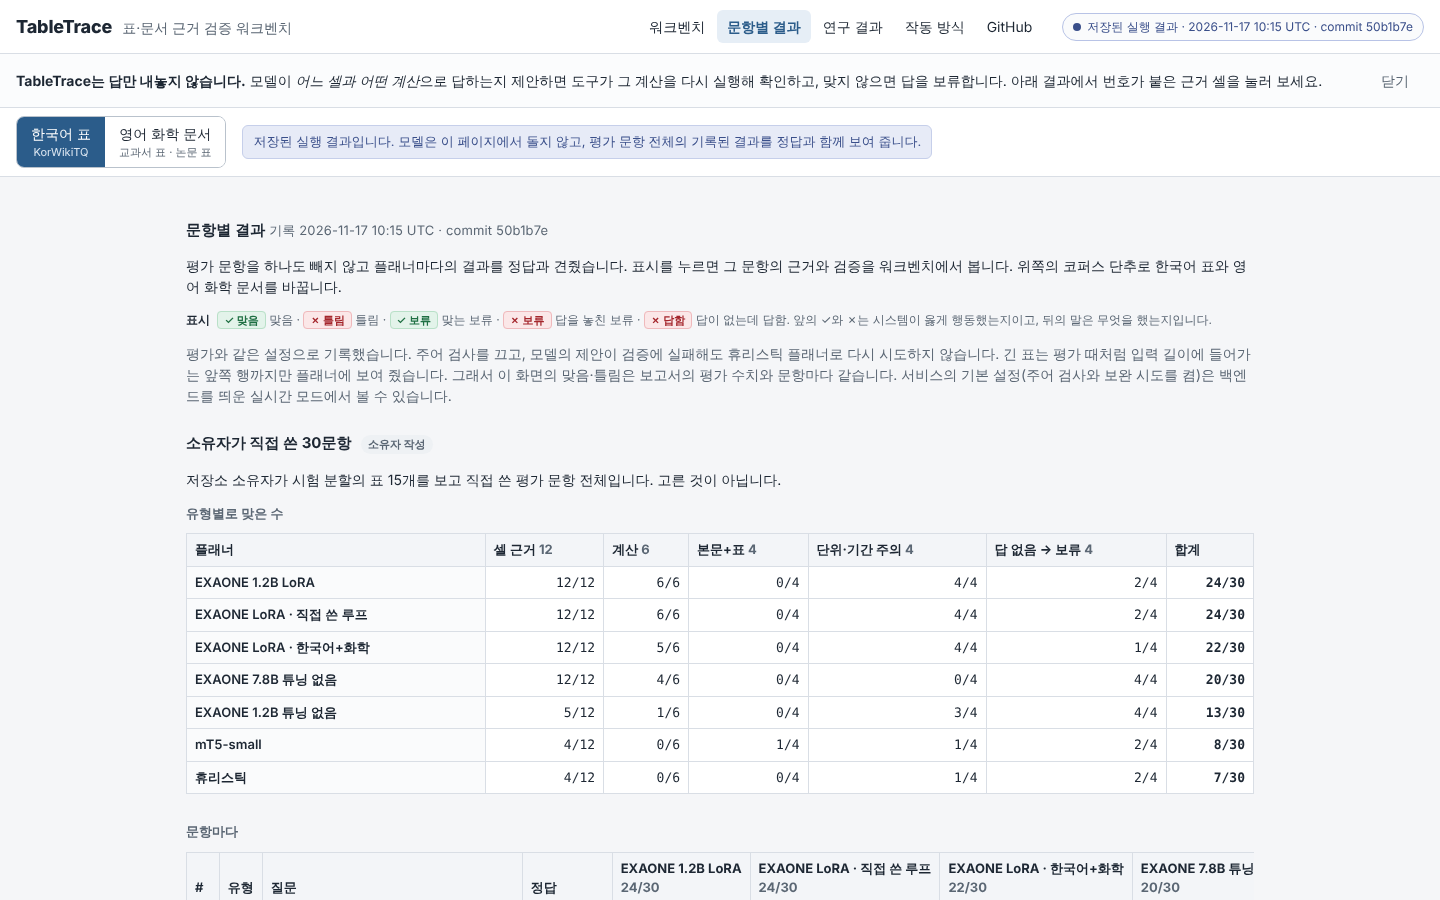 TableTrace 표·문서 근거 검증 워크벤치
워크벤치 문항별 결과 연구 결과 작동 방식 GitHub
저장된 실행 결과 · 2026-11-17 10:15 UTC · commit 50b1b7e
TableTrace는 답만 내놓지 않습니다. 모델이 어느 셀과 어떤 계산으로 답하는지 제안하면 도구가 그 계산을 다시 실행해 확인하고, 맞지 않으면 답을 보류합니다. 아래 결과에서 번호가 붙은 근거 셀을 눌러 보세요. 닫기
한국어 표
KorWikiTQ
영어 화학 문서
교과서 표 · 논문 표
저장된 실행 결과입니다. 모델은 이 페이지에서 돌지 않고, 평가 문항 전체의 기록된 결과를 정답과 함께 보여 줍니다.
문항별 결과 기록 2026-11-17 10:15 UTC · commit 50b1b7e
평가 문항을 하나도 빼지 않고 플래너마다의 결과를 정답과 견줬습니다. 표시를 누르면 그 문항의 근거와 검증을 워크벤치에서 봅니다. 위쪽의 코퍼스 단추로 한국어 표와 영
어 화학 문서를 바꿉니다.
표시 ✓ 맞음 맞음 · ✕ 틀림 틀림 · ✓ 보류 맞는 보류 · ✕ 보류 답을 놓친 보류 · ✕ 답함 답이 없는데 답함. 앞의 ✓와 ✕는 시스템이 옳게 행동했는지이고, 뒤의 말은 무엇을 했는지입니다.
평가와 같은 설정으로 기록했습니다. 주어 검사를 끄고, 모델의 제안이 검증에 실패해도 휴리스틱 플래너로 다시 시도하지 않습니다. 긴 표는 평가 때처럼 입력 길이에 들어가
는 앞쪽 행까지만 플래너에 보여 줬습니다. 그래서 이 화면의 맞음·틀림은 보고서의 평가 수치와 문항마다 같습니다. 서비스의 기본 설정(주어 검사와 보완 시도를 켬)은 백엔
드를 띄운 실시간 모드에서 볼 수 있습니다.
소유자가 직접 쓴 30문항 소유자 작성
저장소 소유자가 시험 분할의 표 15개를 보고 직접 쓴 평가 문항 전체입니다. 고른 것이 아닙니다.
유형별로 맞은 수
플래너 셀 근거 12 계산 6 본문+표 4 단위·기간 주의 4 답 없음 → 보류 4 합계
EXAONE 1.2B LoRA 12/12 6/6 0/4 4/4 2/4 24/30
EXAONE LoRA · 직접 쓴 루프 12/12 6/6 0/4 4/4 2/4 24/30
EXAONE LoRA · 한국어+화학 12/12 5/6 0/4 4/4 1/4 22/30
EXAONE 7.8B 튜닝 없음 12/12 4/6 0/4 0/4 4/4 20/30
EXAONE 1.2B 튜닝 없음 5/12 1/6 0/4 3/4 4/4 13/30
mT5-small 4/12 0/6 1/4 1/4 2/4 8/30
휴리스틱 4/12 0/6 0/4 1/4 2/4 7/30
문항마다
# 유형 질문 정답 EXAONE 1.2B LoRA EXAONE LoRA · 직접 쓴 루프 EXAONE LoRA · 한국어+화학 EXAONE 7.8B 튜닝
24/30 24/30 22/30 20/30